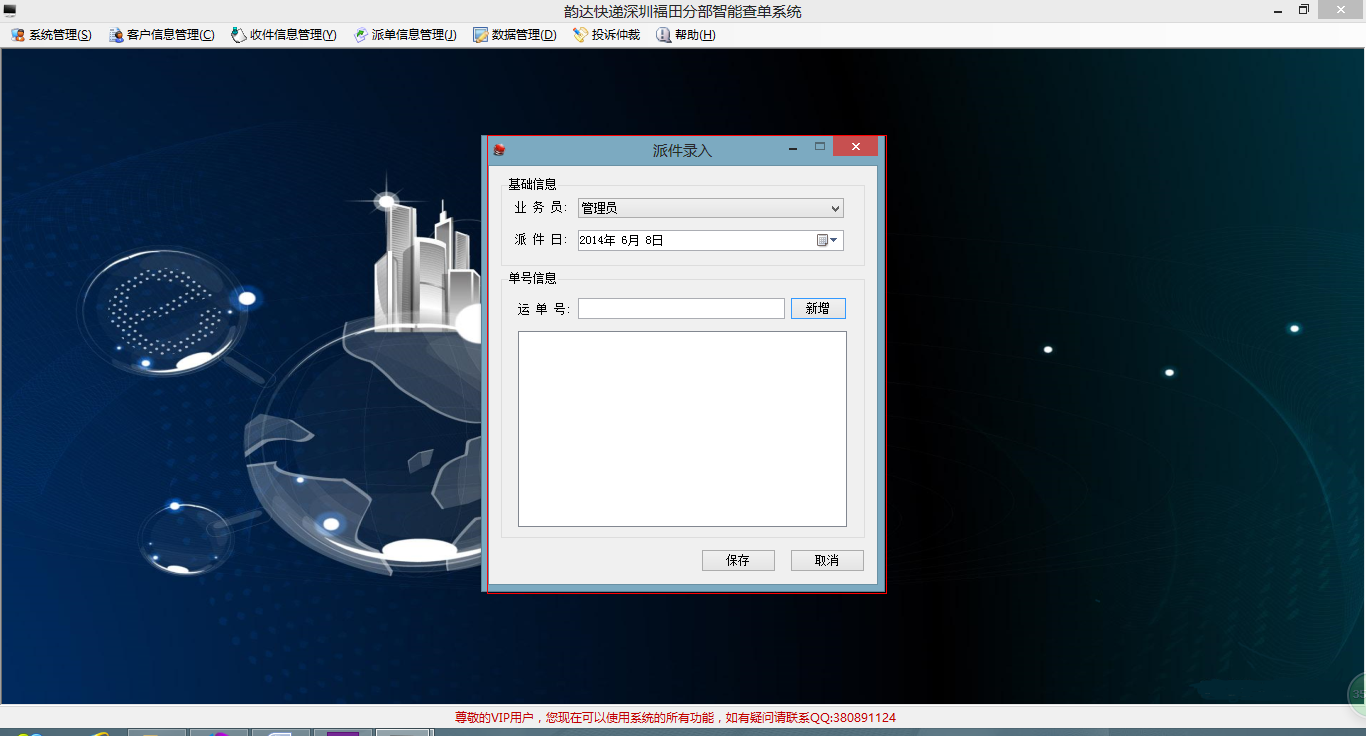 韵达快递深圳福田分部智能查单系统
系统管理(S) 客户信息管理(C) 收件信息管理(Y) 派单信息管理(J) 数据管理(D) 投诉仲裁 帮助(H)
派件录入
基础信息
业 务 员: 管理员
派 件 日: 2014年 6月 8日
单号信息
运 单 号: 新增
保存 取消
35
尊敬的VIP用户，您现在可以使用系统的所有功能，如有疑问请联系QQ:380891124